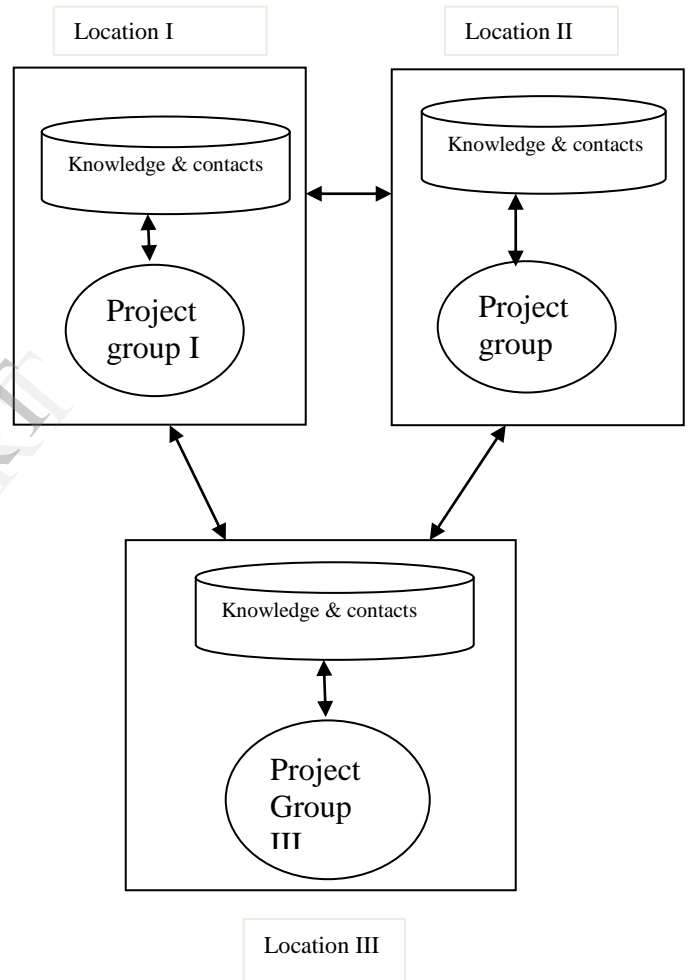 Location I
Location II
Knowledge & contacts
Knowledge & contacts
Project
group I
Project
group
Knowledge & contacts
Project
Group
III
Location III